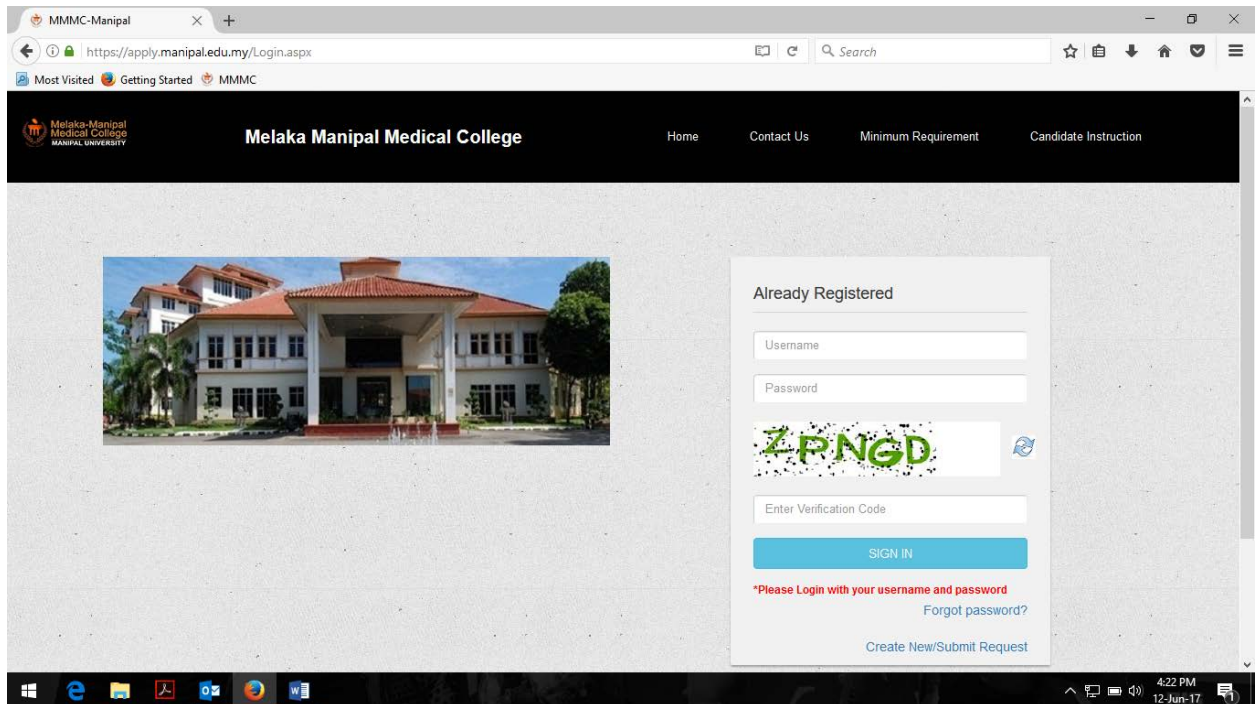 MMMC-Manipal
https://apply.manipal.edu.my/Login.aspx
Search
Most Visited Getting Started MMMC
Melaka-Manipal
Medical College
MANIPAL UNIVERSITY
Melaka Manipal Medical College
Home Contact Us Minimum Requirement Candidate Instruction
Already Registered
Username
Password
ZPNGD
Enter Verification Code
SIGN IN
*Please Login with your username and password
Forgot password?
Create New/Submit Request
4:22 PM
12-Jun-17